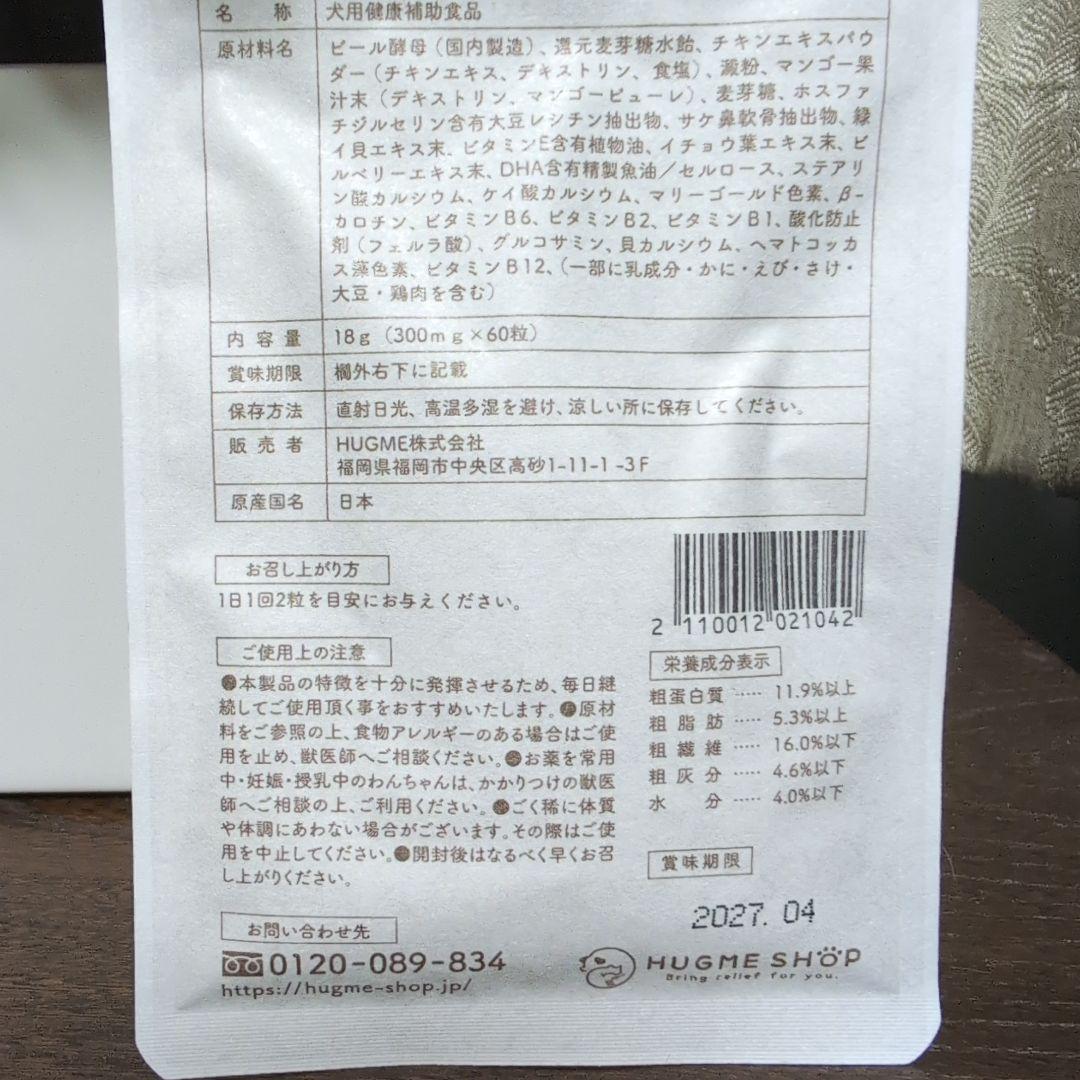 名称 犬用健康補助食品
原材料名 ビール酵母（国内製造）、還元麦芽糖水飴、チキンエキスパウ
ダー（チキンエキス、デキストリン、食塩）、澱粉、マンゴー果
汁末（デキストリン、マンゴーピューレ）、麦芽糖、ホスファ
チジルセリン含有大豆レシチン抽出物、サケ鼻軟骨抽出物、緑
イ貝エキス末、ビタミンE含有植物油、イチョウ葉エキス末、ビ
ルベリーエキス末、DHA含有精製魚油／セルロース、ステアリ
ン酸カルシウム、ケイ酸カルシウム、マリーゴールド色素、β-
カロチン、ビタミンB6、ビタミンB2、ビタミンB1、酸化防止
剤（フェルラ酸）、グルコサミン、貝カルシウム、ヘマトコッカ
ス藻色素、ビタミンB12、（一部に乳成分・かに・えび・さけ・
大豆・鶏肉を含む）
内容量 18g（300mg×60粒）
賞味期限 欄外右下に記載
保存方法 直射日光、高温多湿を避け、涼しい所に保存してください。
販売者 HUGME株式会社
福岡県福岡市中央区高砂1-11-1 -3F
原産国名 日本
お召し上がり方
1日1回2粒を目安にお与えください。
ご使用上の注意
●本製品の特徴を十分に発揮させるため、毎日継
続してご使用頂く事をおすすめいたします。●原材
料をご参照の上、食物アレルギーのある場合はご使
用を止め、獣医師へご相談ください。●お薬を常用
中・妊娠・授乳中のわんちゃんは、かかりつけの獣医
師へご相談の上、ご利用ください。●ごく稀に体質
や体調にあわない場合がございます。その際はご使
用を中止してください。●開封後はなるべく早くお召
し上がりください。
お問い合わせ先
0120-089-834
https://hugme-shop.jp/
2 110012 021042
栄養成分表示
粗蛋白質 ····· 11.9%以上
粗脂肪 ····· 5.3%以上
粗繊維 ····· 16.0%以下
粗灰分 ····· 4.6%以下
水分 ····· 4.0%以下
賞味期限
2027. 04
HUGME SHOP
Bring relief for you.